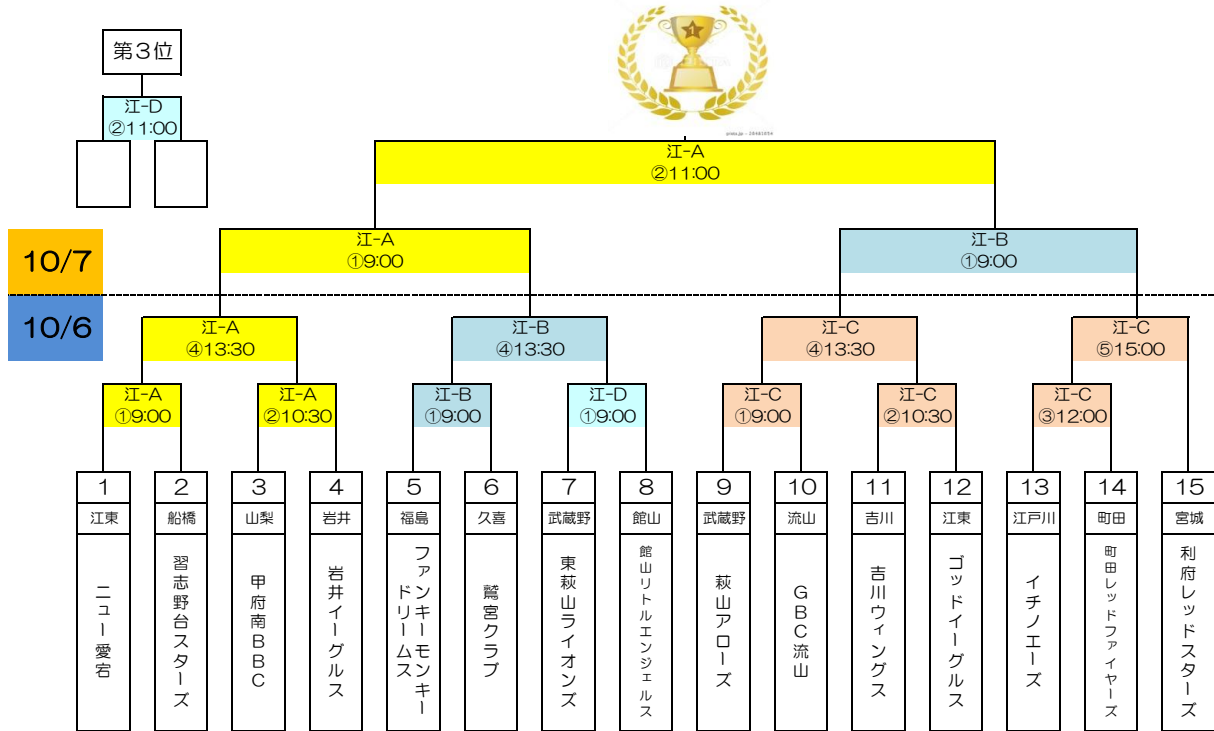 第3位
江-D
②11:00
1
pixta.jp - 28481854
江-A
②11:00
10/7
江-A
①9:00
江-B
①9:00
10/6
江-A
④13:30
江-B
④13:30
江-C
④13:30
江-C
⑤15:00
江-A
①9:00
江-A
②10:30
江-B
①9:00
江-D
①9:00
江-C
①9:00
江-C
②10:30
江-C
③12:00
1
江東
ニュー愛宕
2
船橋
習志野台スターズ
3
山梨
甲府南BBC
4
岩井
岩井イーグルス
5
福島
ファンキーモンキー
ドリームス
6
久喜
鷲宮クラブ
7
武蔵野
東萩山ライオンズ
8
館山
館山リトルエンジェルス
9
武蔵野
萩山アローズ
10
流山
GBC流山
11
吉川
吉川ウィングス
12
江東
ゴッドイーグルス
13
江戸川
イチノエーズ
14
町田
町田レッドファイヤーズ
15
宮城
利府レッドスターズ